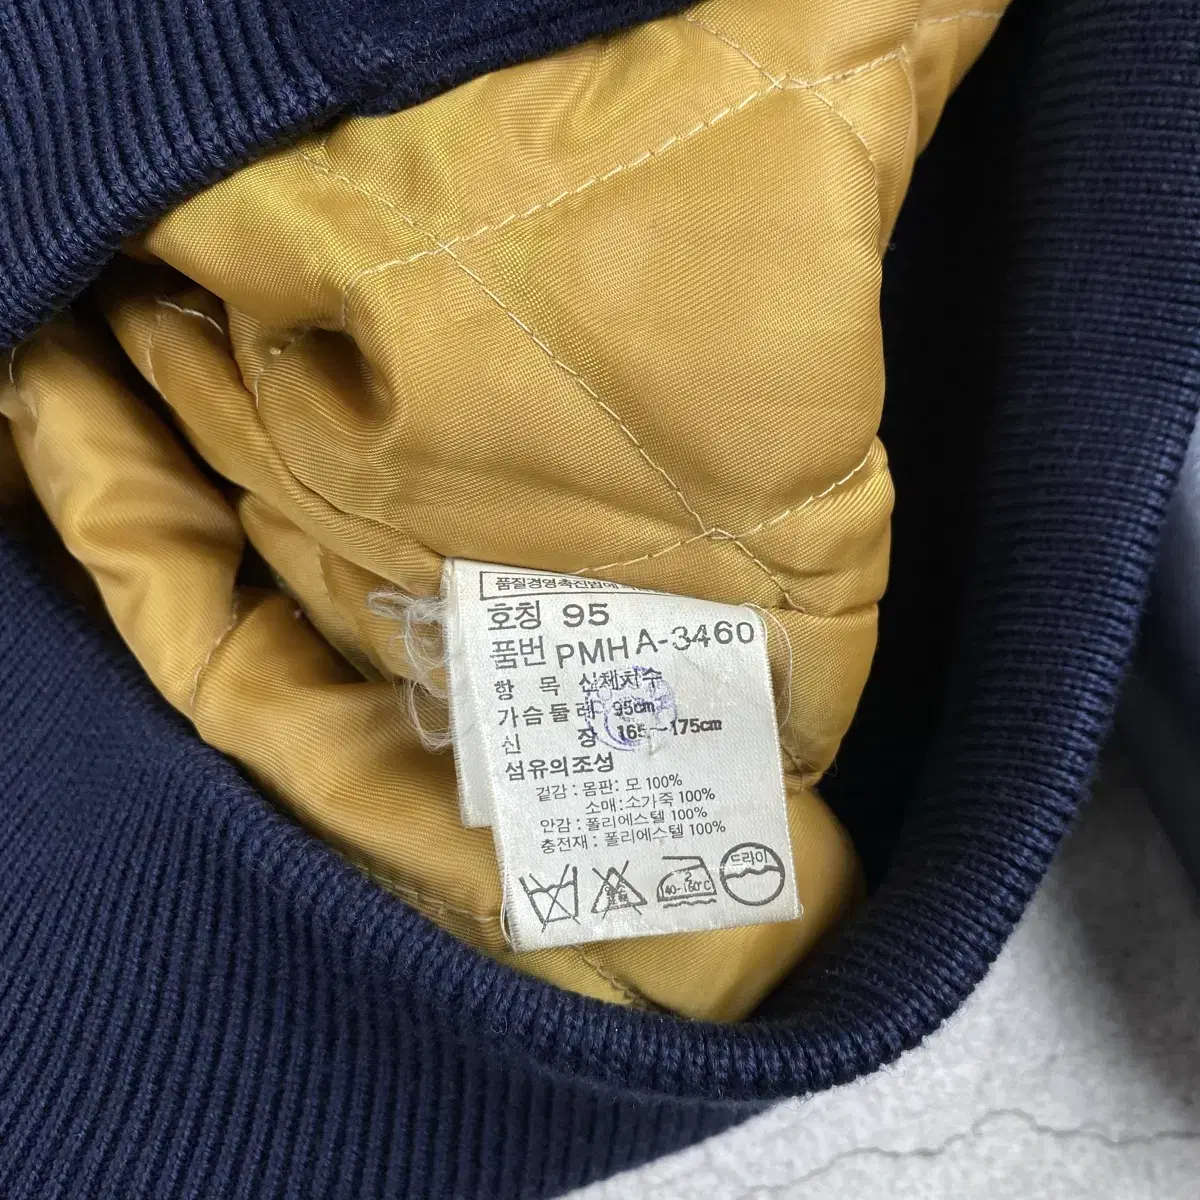 품질경영촉진법에
호칭 95
품번 PMHA-3460
항 목 신체치수
가슴둘레 95cm
신 장 165~175cm
섬유의조성
겉감 : 몸판: 모 100%
소매:소가죽 100%
안감 : 폴리에스텔 100%
충전재 : 폴리에스텔 100%
2 드라이
140-160°C